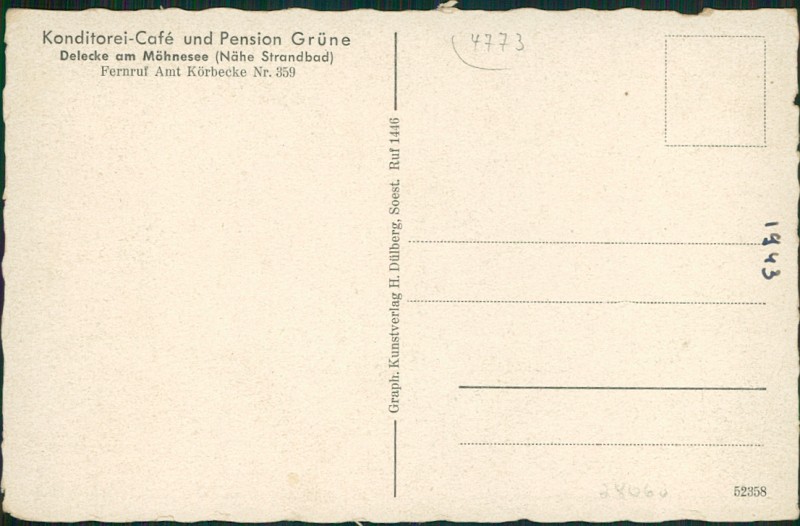 Konditorei-Café und Pension Grüne
Delecke am Möhnesee (Nähe Strandbad)
Fernruf Amt Körbecke Nr. 359
Graph. Kunstverlag H. Dülberg, Soest. Ruf 1446
4773
1943
52358